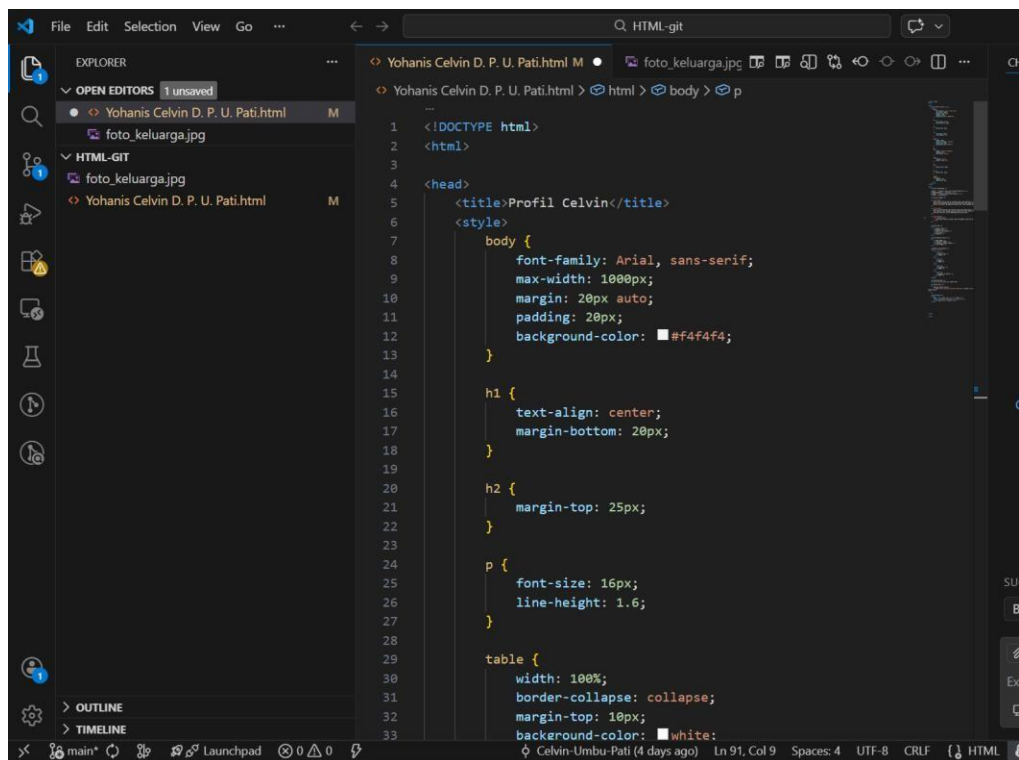 File Edit Selection View Go ··· HTML-git
EXPLORER ···
OPEN EDITORS 1 unsaved
Yohanis Celvin D. P. U. Pati.html M
foto_keluarga.jpg
HTML-GIT
foto_keluarga.jpg
Yohanis Celvin D. P. U. Pati.html M
OUTLINE
TIMELINE
Yohanis Celvin D. P. U. Pati.html M foto_keluarga.jpg ···
Yohanis Celvin D. P. U. Pati.html > html > body > p
1 <!DOCTYPE html>
2 <html>
3
4 <head>
5 <title>Profil Celvin</title>
6 <style>
7 body {
8 font-family: Arial, sans-serif;
9 max-width: 1000px;
10 margin: 20px auto;
11 padding: 20px;
12 background-color: #f4f4f4;
13 }
14
15 h1 {
16 text-align: center;
17 margin-bottom: 20px;
18 }
19
20 h2 {
21 margin-top: 25px;
22 }
23
24 p {
25 font-size: 16px;
26 line-height: 1.6;
27 }
28
29 table {
30 width: 100%;
31 border-collapse: collapse;
32 margin-top: 10px;
33 background-color: white;
main* Launchpad 0 0 Celvin-Umbu-Pati (4 days ago) Ln 91, Col 9 Spaces: 4 UTF-8 CRLF HTML